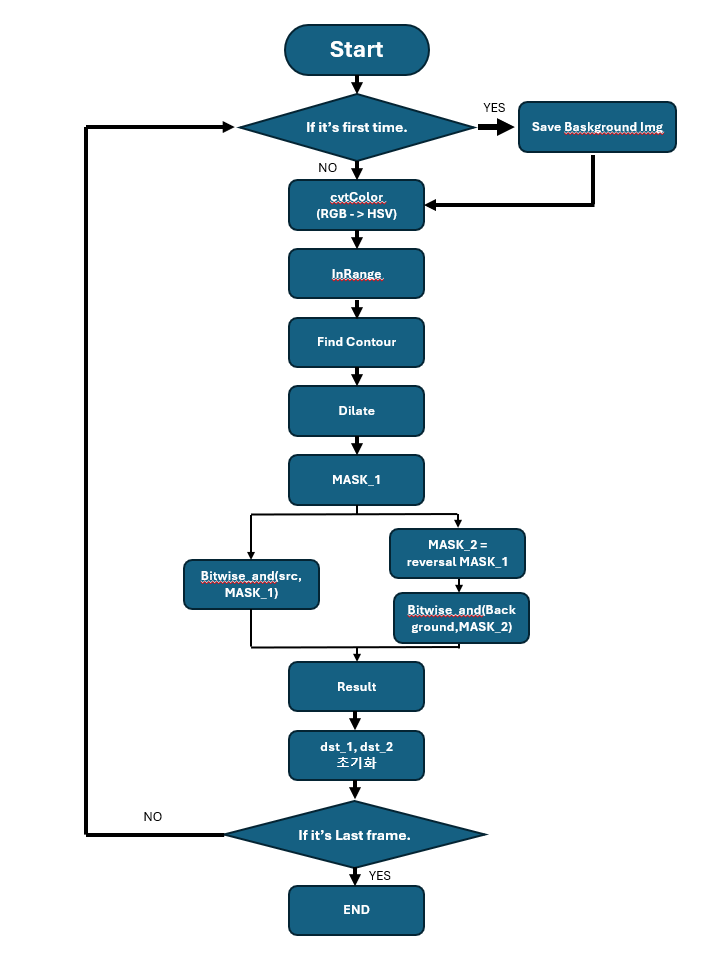 Start
If it's first time.
YES
Save Baskground Img
NO
cvtColor
(RGB - > HSV)
InRange
Find Contour
Dilate
MASK_1
MASK_2 =
reversal MASK_1
Bitwise_and(src,
MASK_1)
Bitwise_and(Back
ground,MASK_2)
Result
dst_1, dst_2
초기화
If it's Last frame.
NO
YES
END